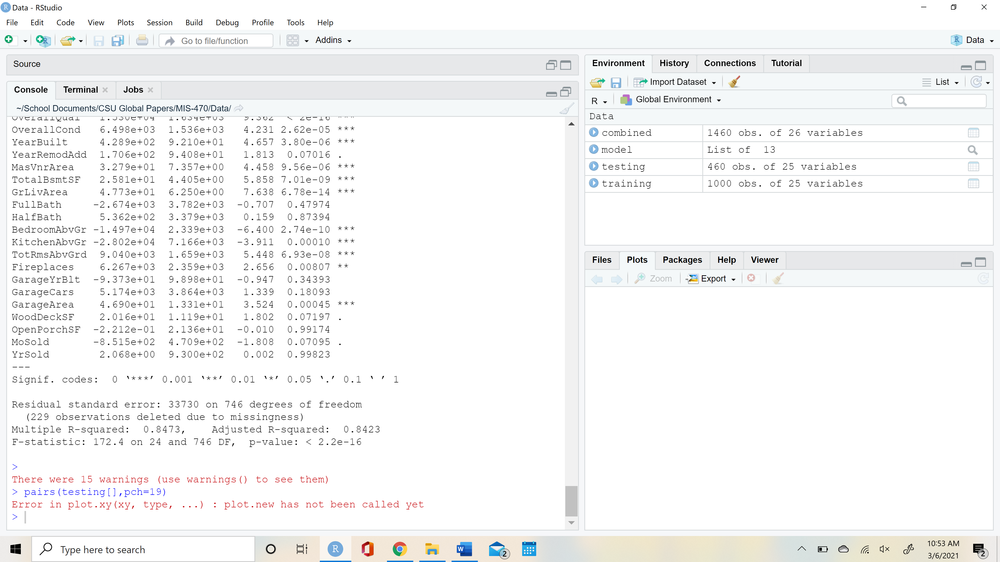 Data - RStudio
File Edit Code View Plots Session Build Debug Profile Tools Help
Go to file/function Addins Data
Source
Console Terminal Jobs
~/School Documents/CSU Global Papers/MIS-470/Data/
OverallQual 1.530e+04 1.634e+03 9.362 < 2e-16 ***
OverallCond 6.498e+03 1.536e+03 4.231 2.62e-05 ***
YearBuilt 4.289e+02 9.210e+01 4.657 3.80e-06 ***
YearRemodAdd 1.706e+02 9.408e+01 1.813 0.07016 .
MasVnrArea 3.279e+01 7.357e+00 4.458 9.56e-06 ***
TotalBsmtSF 2.581e+01 4.405e+00 5.858 7.01e-09 ***
GrLivArea 4.773e+01 6.250e+00 7.638 6.78e-14 ***
FullBath -2.674e+03 3.782e+03 -0.707 0.47974
HalfBath 5.362e+02 3.379e+03 0.159 0.87394
BedroomAbvGr -1.497e+04 2.339e+03 -6.400 2.74e-10 ***
KitchenAbvGr -2.802e+04 7.166e+03 -3.911 0.00010 ***
TotRmsAbvGrd 9.040e+03 1.659e+03 5.448 6.93e-08 ***
Fireplaces 6.267e+03 2.359e+03 2.656 0.00807 **
GarageYrBlt -9.373e+01 9.898e+01 -0.947 0.34393
GarageCars 5.174e+03 3.864e+03 1.339 0.18093
GarageArea 4.690e+01 1.331e+01 3.524 0.00045 ***
WoodDeckSF 2.016e+01 1.119e+01 1.802 0.07197 .
OpenPorchSF -2.212e-01 2.136e+01 -0.010 0.99174
MoSold -8.515e+02 4.709e+02 -1.808 0.07095 .
YrSold 2.068e+00 9.300e+02 0.002 0.99823
---
Signif. codes: 0 ‘***’ 0.001 ‘**’ 0.01 ‘*’ 0.05 ‘.’ 0.1 ‘ ’ 1
Residual standard error: 33730 on 746 degrees of freedom
(229 observations deleted due to missingness)
Multiple R-squared: 0.8473, Adjusted R-squared: 0.8423
F-statistic: 172.4 on 24 and 746 DF, p-value: < 2.2e-16
>
There were 15 warnings (use warnings() to see them)
> pairs(testing[],pch=19)
Error in plot.xy(xy, type, ...) : plot.new has not been called yet
>
Environment History Connections Tutorial
Import Dataset List
R Global Environment
Data
combined 1460 obs. of 26 variables
model List of 13
testing 460 obs. of 25 variables
training 1000 obs. of 25 variables
Files Plots Packages Help Viewer
Zoom Export
Type here to search
2
10:53 AM
3/6/2021
2